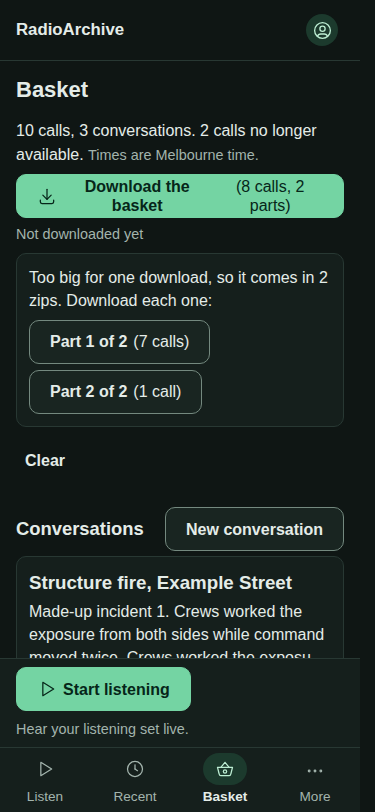 RadioArchive
Basket
10 calls, 3 conversations. 2 calls no longer
available. Times are Melbourne time.
Download the basket (8 calls, 2 parts)
Not downloaded yet
Too big for one download, so it comes in 2
zips. Download each one:
Part 1 of 2 (7 calls)
Part 2 of 2 (1 call)
Clear
Conversations New conversation
Structure fire, Example Street
Made-up incident 1. Crews worked the
exposure from both sides while command
moved twice. Crews worked the exposu
Start listening
Hear your listening set live.
Listen Recent Basket More